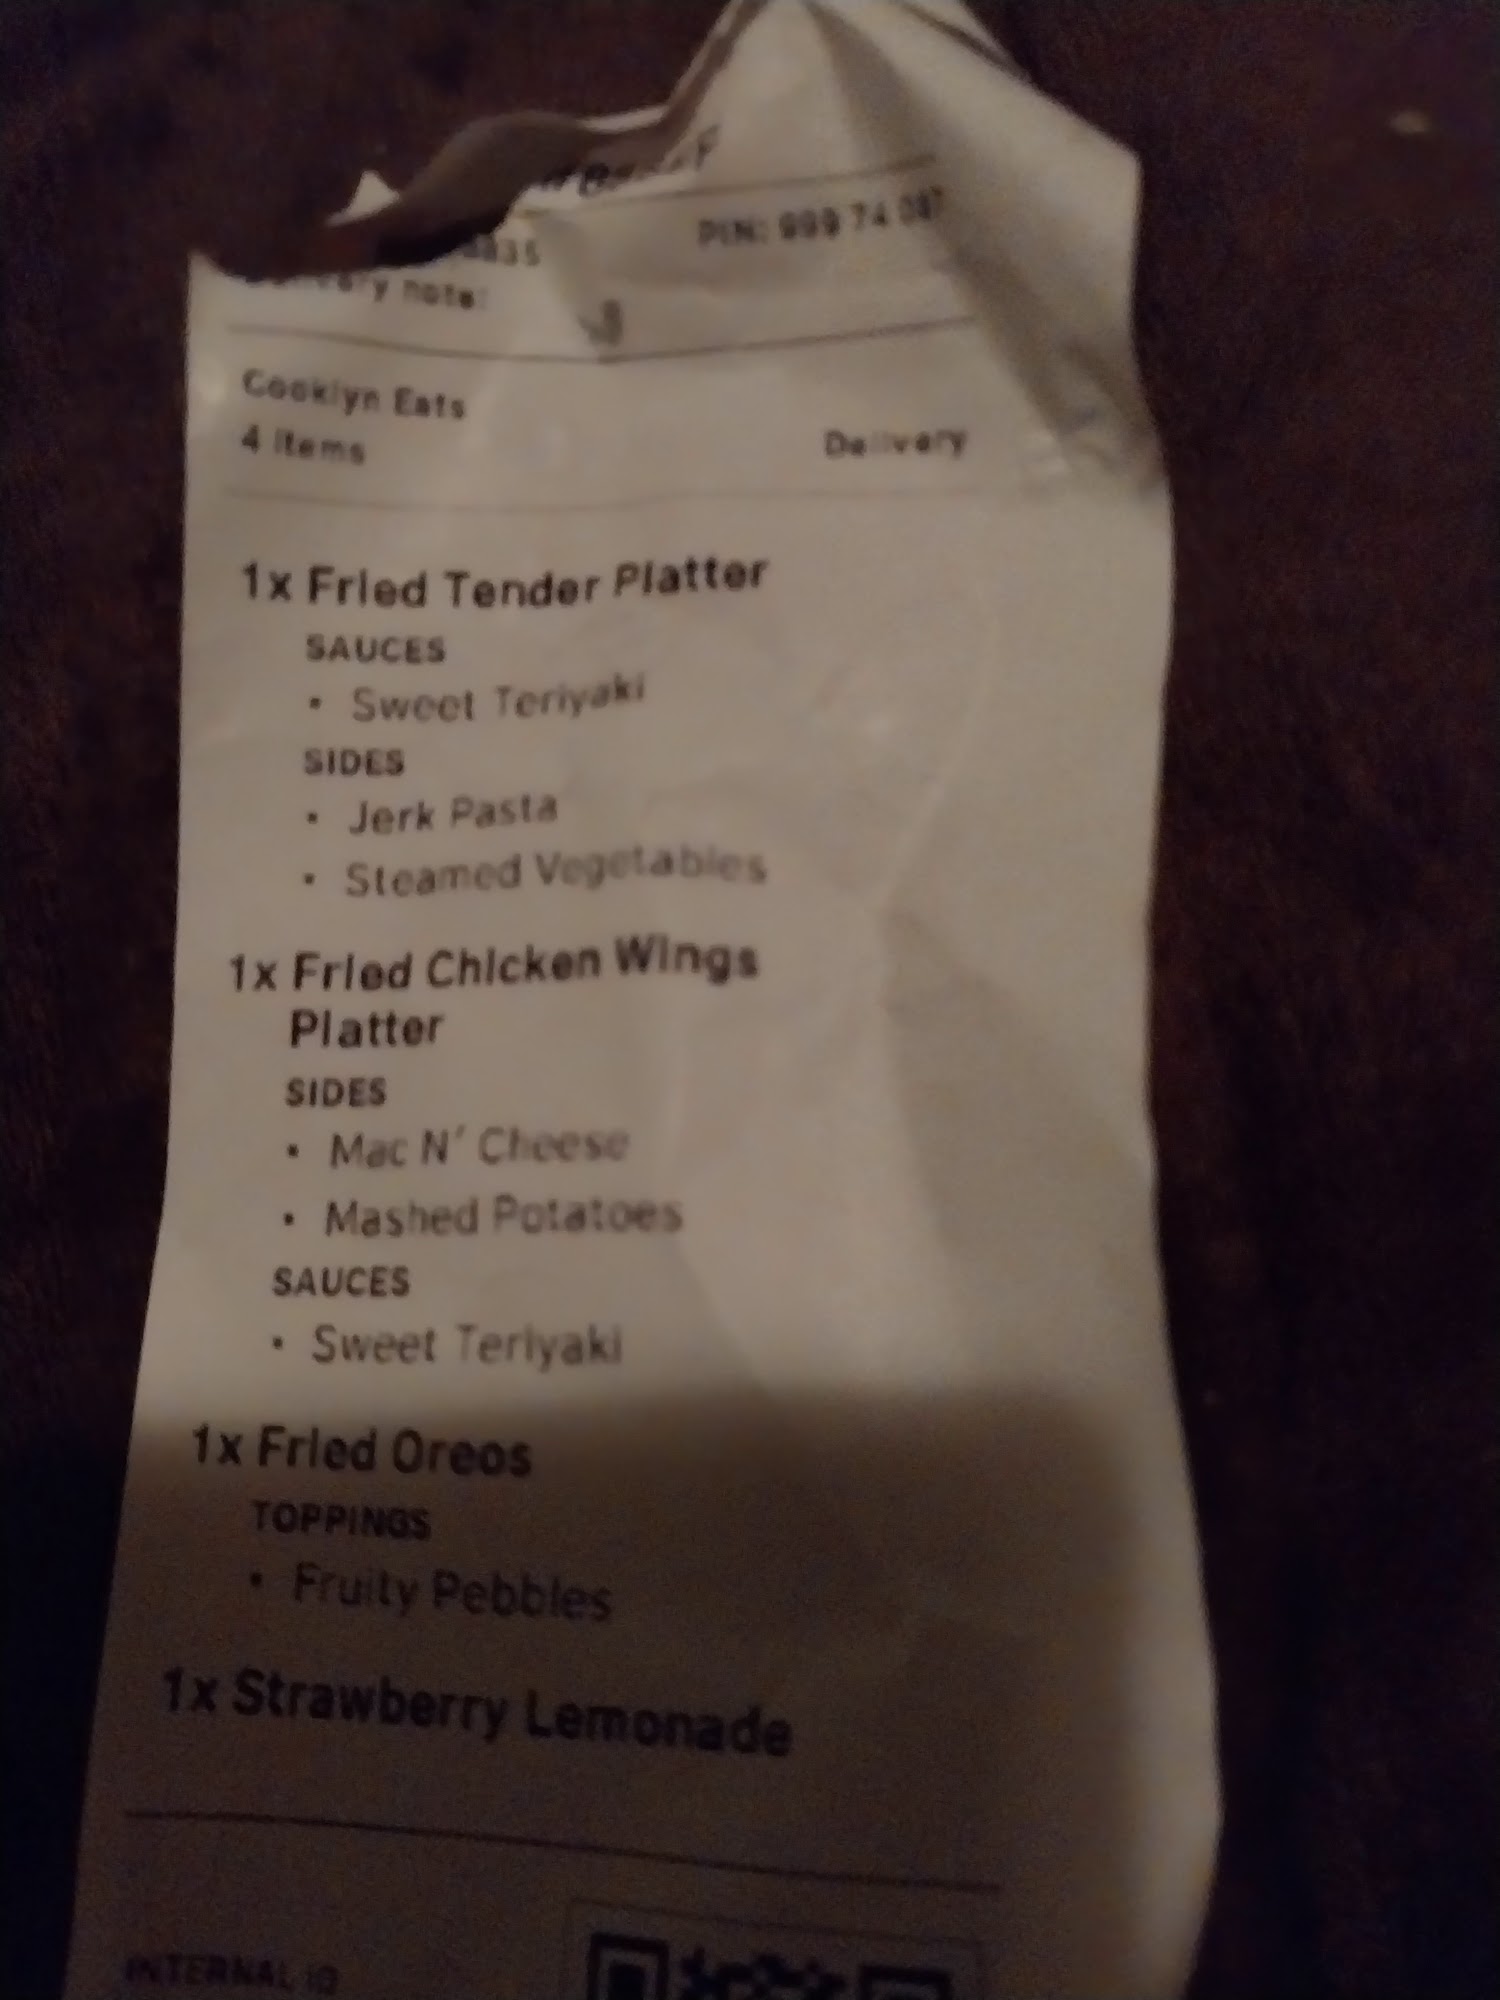 PIN: 999 74 087
note:
Cooklyn Eats
4 items
Delivery
1x Fried Tender Platter
SAUCES
• Sweet Teriyaki
SIDES
• Jerk Pasta
• Steamed Vegetables
1x Fried Chicken Wings
Platter
SIDES
• Mac N' Cheese
• Mashed Potatoes
SAUCES
• Sweet Teriyaki
1x Fried Oreos
TOPPINGS
• Fruity Pebbles
1x Strawberry Lemonade
INTERNAL ID